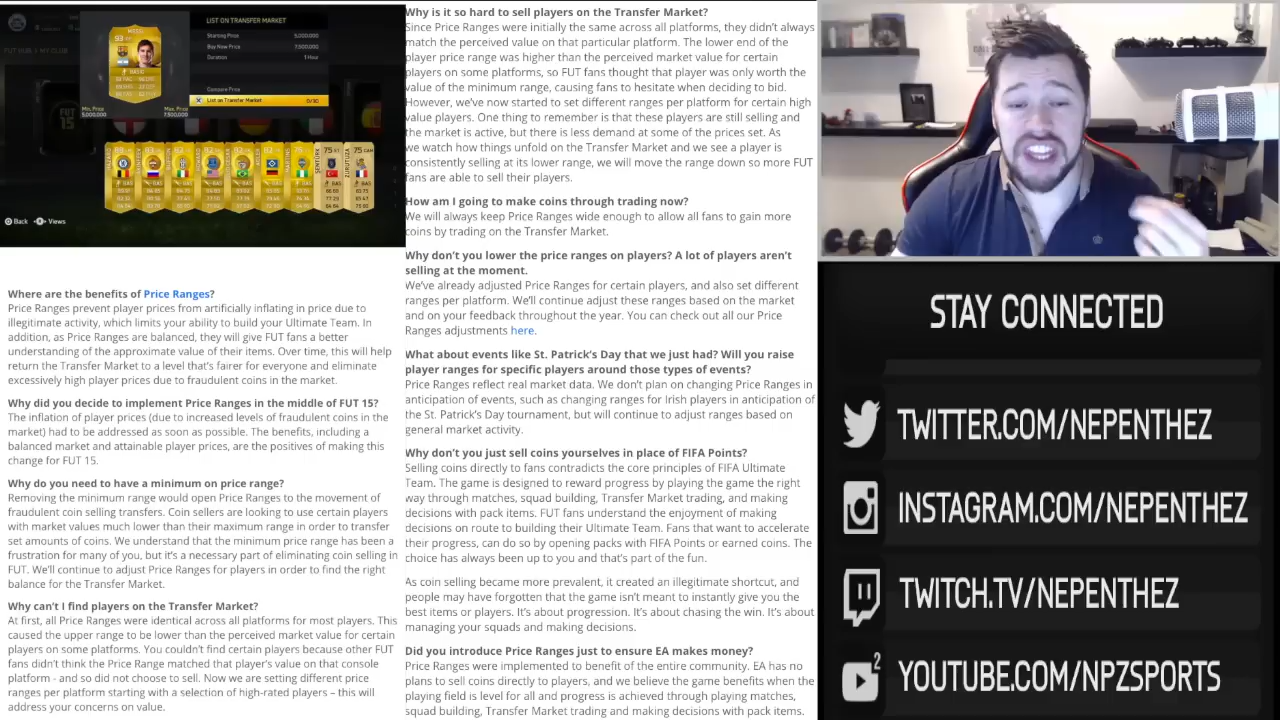 LIST ON TRANSFER MARKET
Starting Price 5,000,000
Buy Now Price 7,500,000
Duration 1 Hour
Compare Price
List on Transfer Market 0/30
93
MESSI
BASIC
Min. Price
5,000,000
Max. Price
7,500,000
FUT HUB / MY CLUB
FUT
15
Back
Views
Where are the benefits of Price Ranges?
Price Ranges prevent player prices from artificially inflating in price due to
illegitimate activity, which limits your ability to build your Ultimate Team. In
addition, as Price Ranges are balanced, they will give FUT fans a better
understanding of the approximate value of their items. Over time, this will help
return the Transfer Market to a level that's fairer for everyone and eliminate
excessively high player prices due to fraudulent coins in the market.
Why did you decide to implement Price Ranges in the middle of FUT 15?
The inflation of player prices (due to increased levels of fraudulent coins in the
market) had to be addressed as soon as possible. The benefits, including a
balanced market and attainable player prices, are the positives of making this
change for FUT 15.
Why do you need to have a minimum on price range?
Removing the minimum range would open Price Ranges to the movement of
fraudulent coin selling transfers. Coin sellers are looking to use certain players
with market values much lower than their maximum range in order to transfer
set amounts of coins. We understand that the minimum price range has been a
frustration for many of you, but it's a necessary part of eliminating coin selling in
FUT. We'll continue to adjust Price Ranges for players in order to find the right
balance for the Transfer Market.
Why can't I find players on the Transfer Market?
At first, all Price Ranges were identical across all platforms for most players. This
caused the upper range to be lower than the perceived market value for certain
players on some platforms. You couldn't find certain players because other FUT
fans didn't think the Price Range matched that player's value on that console
platform - and so did not choose to sell. Now we are setting different price
ranges per platform starting with a selection of high-rated players – this will
address your concerns on value.
Why is it so hard to sell players on the Transfer Market?
Since Price Ranges were initially the same across all platforms, they didn't always
match the perceived value on that particular platform. The lower end of the
player price range was higher than the perceived market value for certain
players on some platforms, so FUT fans thought that player was only worth the
value of the minimum range, causing fans to hesitate when deciding to bid.
However, we've now started to set different ranges per platform for certain high
value players. One thing to remember is that these players are still selling and
the market is active, but there is less demand at some of the prices set. As
we watch how things unfold on the Transfer Market and we see a player is
consistently selling at its lower range, we will move the range down so more FUT
fans are able to sell their players.
How am I going to make coins through trading now?
We will always keep Price Ranges wide enough to allow all fans to gain more
coins by trading on the Transfer Market.
Why don't you lower the price ranges on players? A lot of players aren't
selling at the moment.
We've already adjusted Price Ranges for certain players, and also set different
ranges per platform. We'll continue adjust these ranges based on the market
and on your feedback throughout the year. You can check out all our Price
Ranges adjustments here.
What about events like St. Patrick's Day that we just had? Will you raise
player ranges for specific players around those types of events?
Price Ranges reflect real market data. We don't plan on changing Price Ranges in
anticipation of events, such as changing ranges for Irish players in anticipation of
the St. Patrick's Day tournament, but will continue to adjust ranges based on
general market activity.
Why don't you just sell coins yourselves in place of FIFA Points?
Selling coins directly to fans contradicts the core principles of FIFA Ultimate
Team. The game is designed to reward progress by playing the game the right
way through matches, squad building, Transfer Market trading, and making
decisions with pack items. FUT fans understand the enjoyment of making
decisions on route to building their Ultimate Team. Fans that want to accelerate
their progress, can do so by opening packs with FIFA Points or earned coins. The
choice has always been up to you and that's part of the fun.
As coin selling became more prevalent, it created an illegitimate shortcut, and
people may have forgotten that the game isn't meant to instantly give you the
best items or players. It's about progression. It's about chasing the win. It's about
managing your squads and making decisions.
Did you introduce Price Ranges just to ensure EA makes money?
Price Ranges were implemented to benefit of the entire community. EA has no
plans to sell coins directly to players, and we believe the game benefits when the
playing field is level for all and progress is achieved through playing matches,
squad building, Transfer Market trading and making decisions with pack items.
STAY CONNECTED
TWITTER.COM/NEPENTHEZ
INSTAGRAM.COM/NEPENTHEZ
TWITCH.TV/NEPENTHEZ
2
YOUTUBE.COM/NPZSPORTS